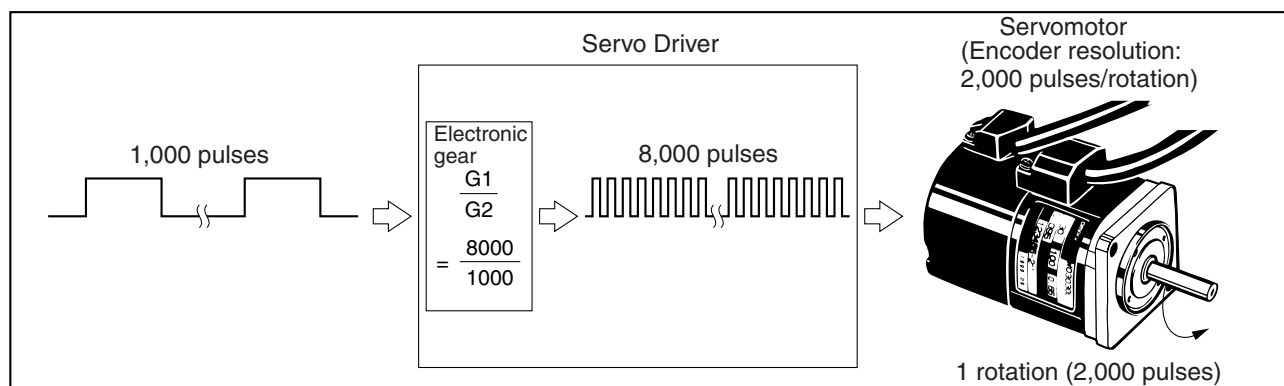 Servo Driver
Servomotor
(Encoder resolution:
2,000 pulses/rotation)
1,000 pulses
Electronic
gear
G1
G2
= 8000
1000
8,000 pulses
1 rotation (2,000 pulses)